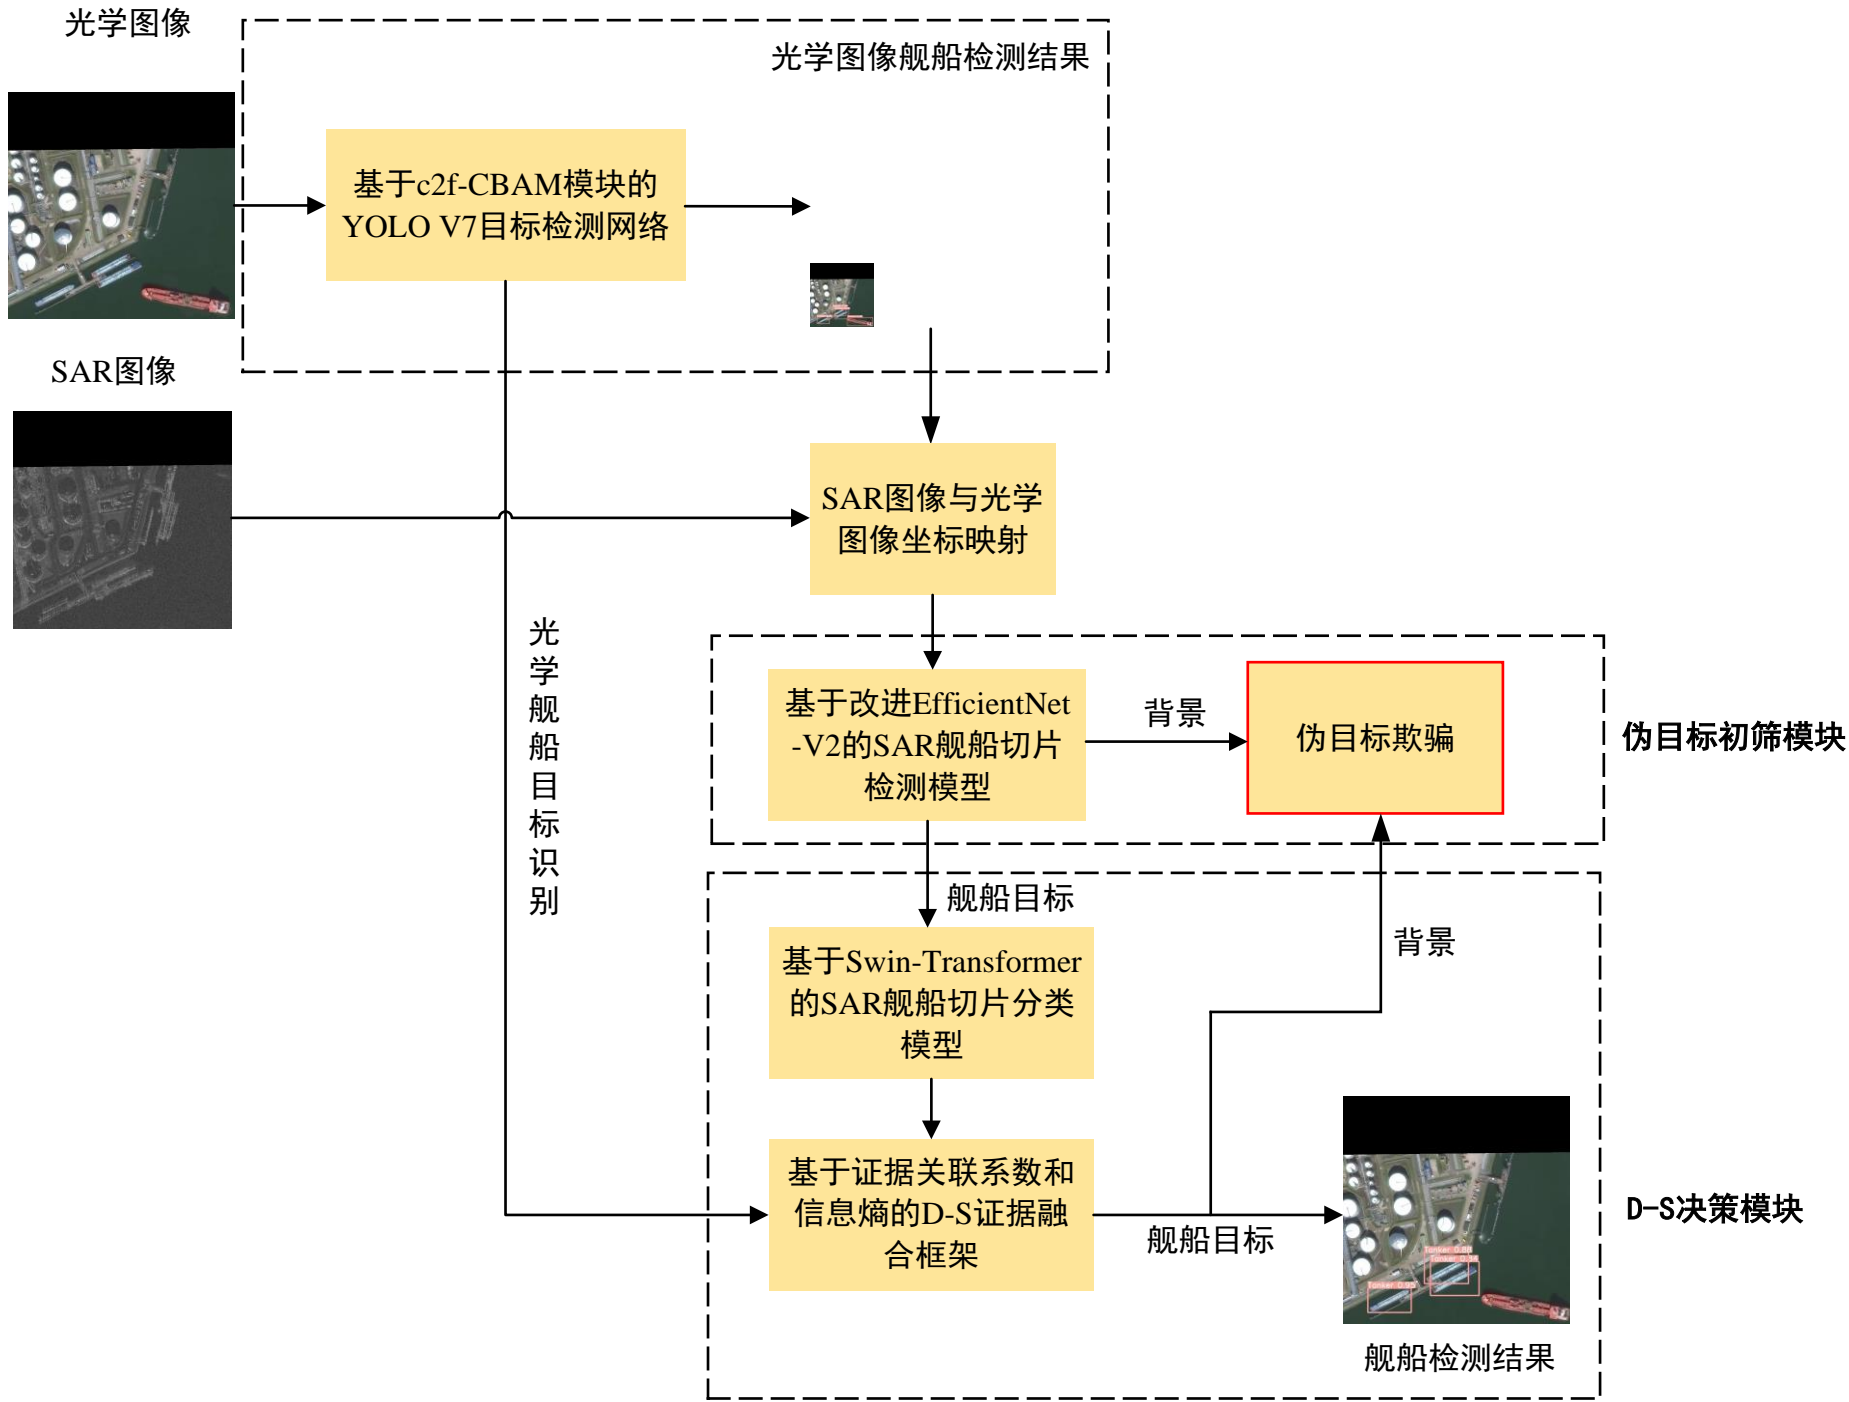 光学图像
光学图像舰船检测结果
基于c2f-CBAM模块的
YOLO V7目标检测网络
SAR图像
SAR图像与光学
图像坐标映射
光学舰船目标识别
基于改进EfficientNet
-V2的SAR舰船切片
检测模型
背景
伪目标欺骗
伪目标初筛模块
舰船目标
基于Swin-Transformer
的SAR舰船切片分类
模型
背景
基于证据关联系数和
信息熵的D-S证据融
合框架
舰船目标
Tanker 0.95
舰船检测结果
D-S决策模块